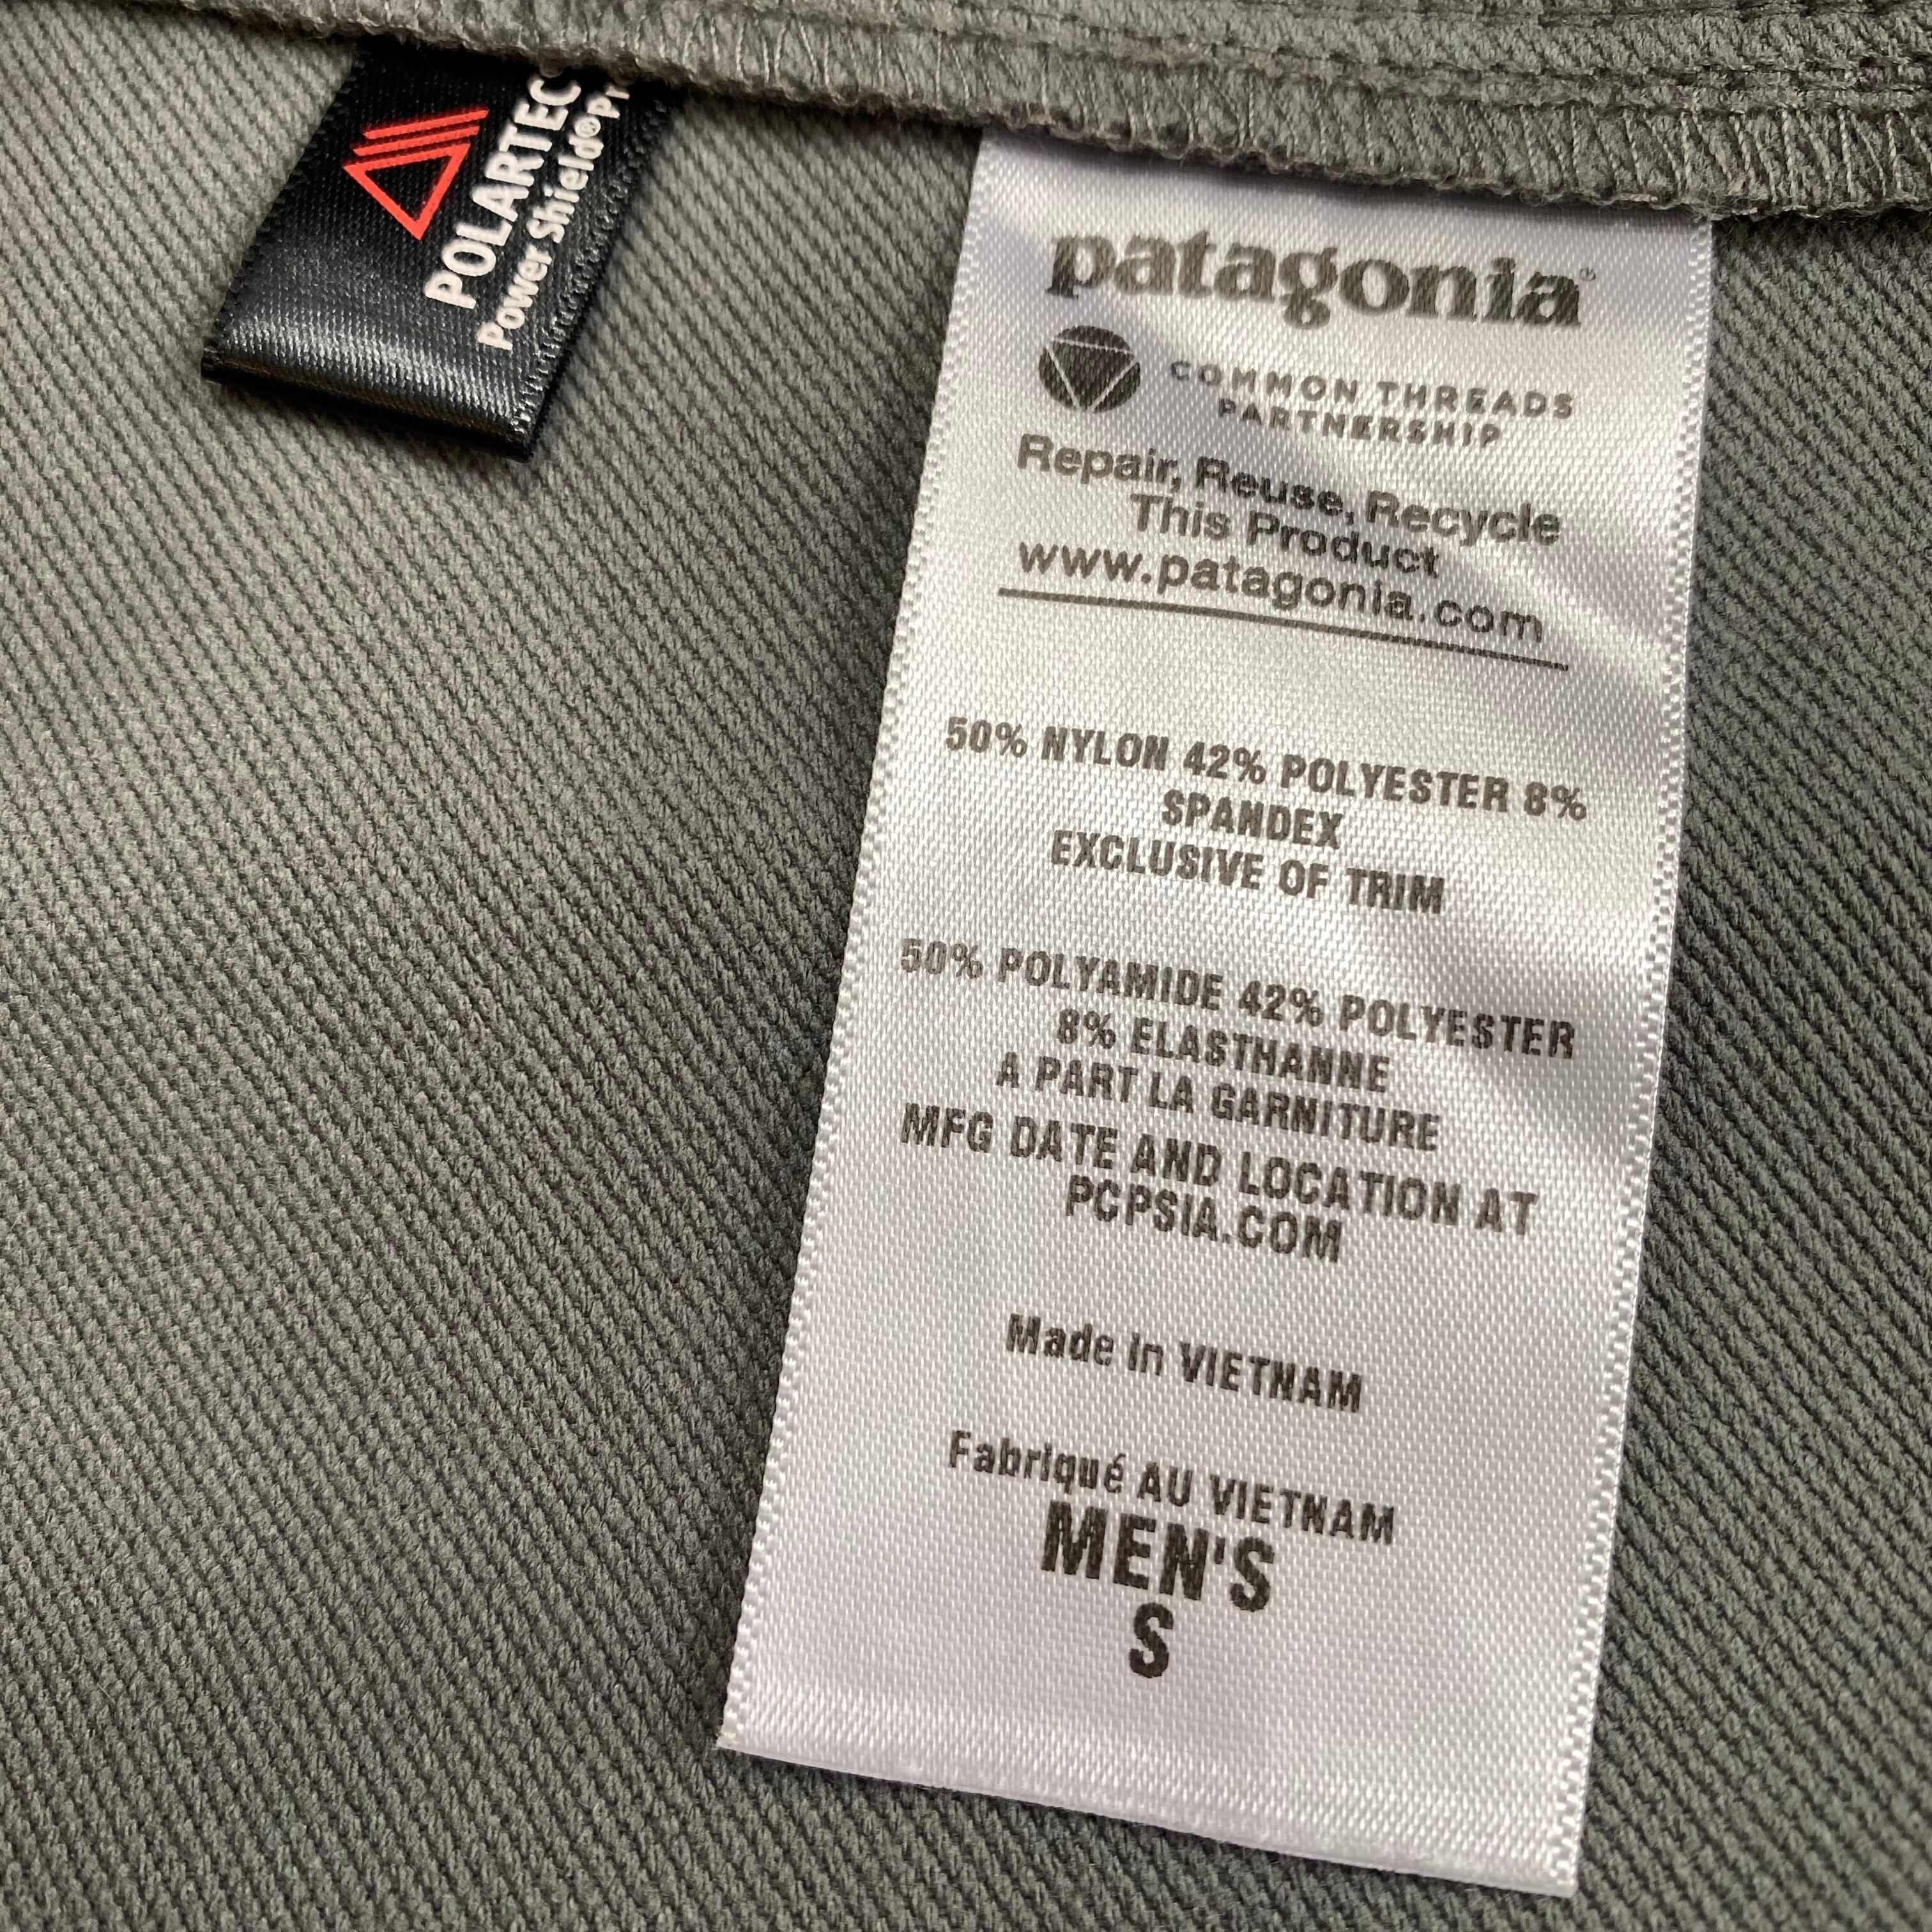 POLARTEC
Power Shield®
patagonia®
COMMON THREADS
PARTNERSHIP
Repair, Reuse, Recycle
This Product
www.patagonia.com
50% NYLON 42% POLYESTER 8%
SPANDEX
EXCLUSIVE OF TRIM
50% POLYAMIDE 42% POLYESTER
8% ELASTHANNE
A PART LA GARNITURE
MFG DATE AND LOCATION AT
PCPSIA.COM
Made in VIETNAM
Fabriqué AU VIETNAM
MEN'S
S